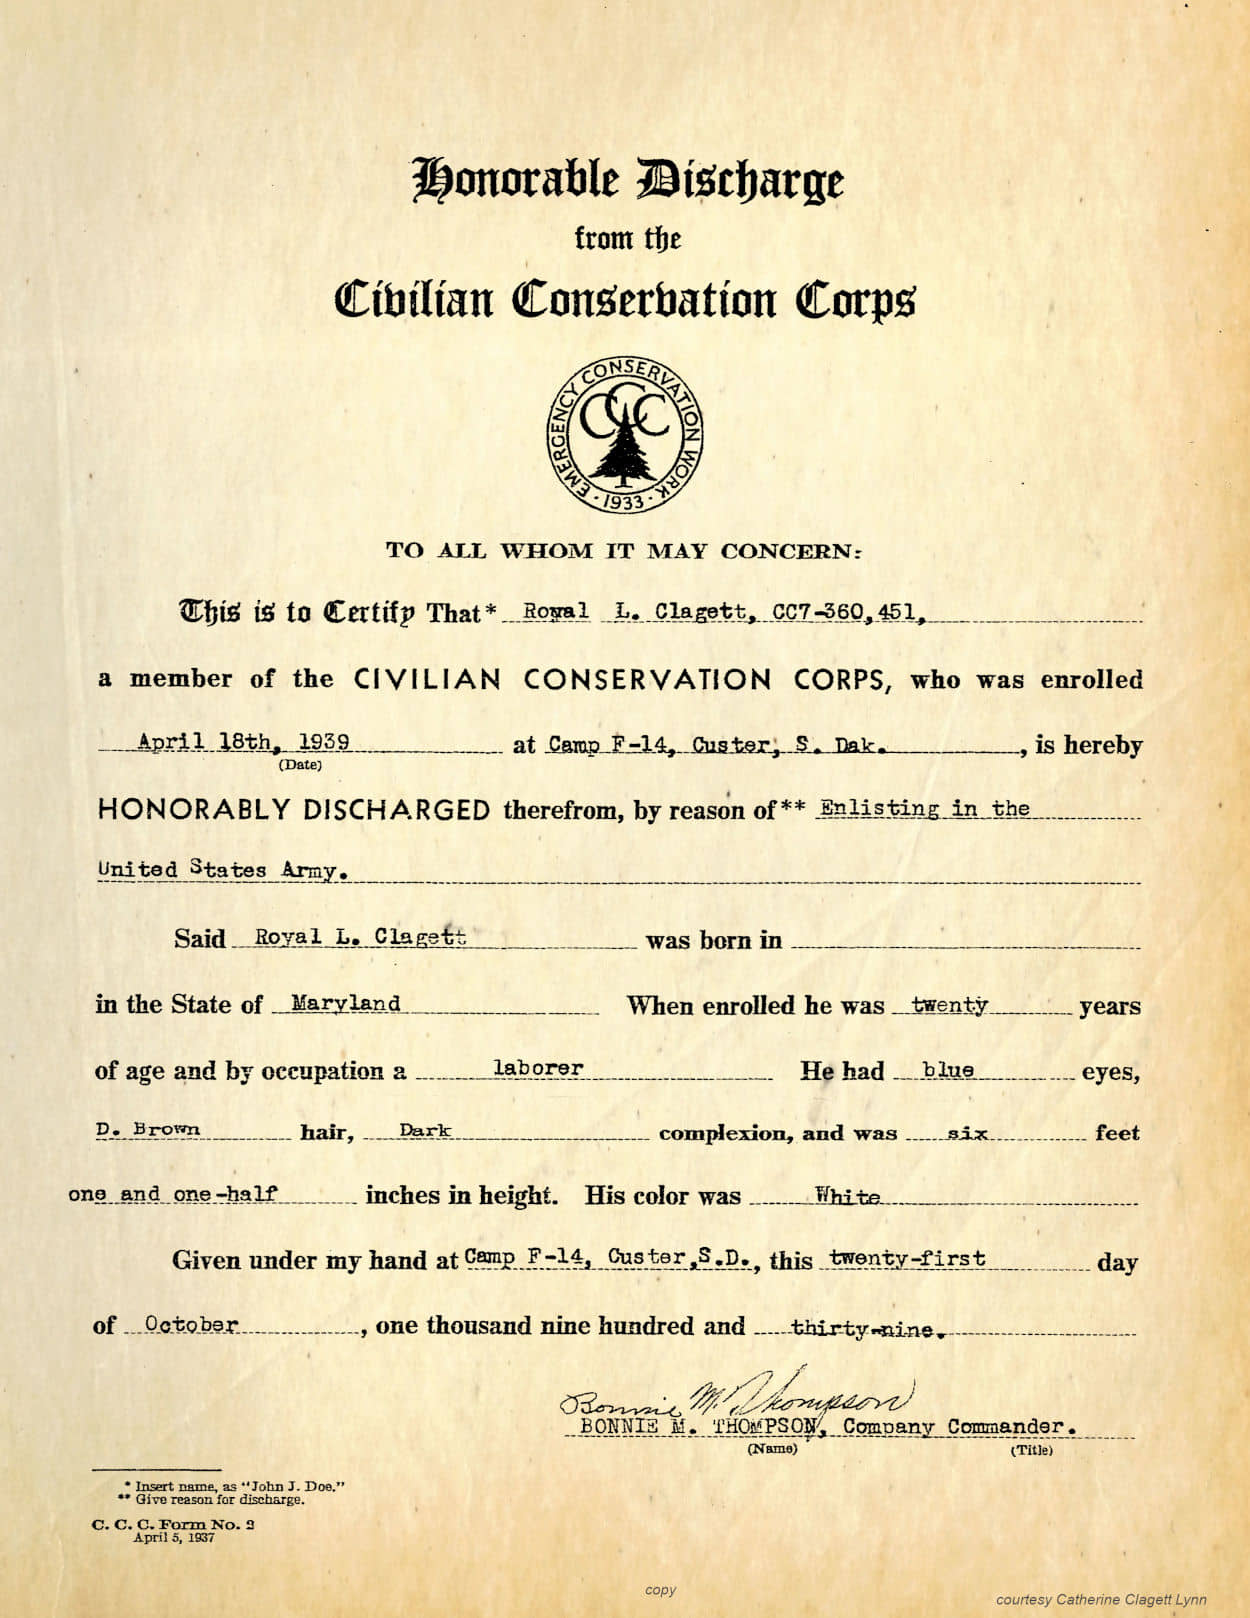 Honorable Discharge
from the
Civilian Conservation Corps
EMERGENCY CONSERVATION WORK
CCC
· 1933 ·
TO ALL WHOM IT MAY CONCERN:
This is to Certify That* Royal L. Clagett, CC7-360,451,
a member of the CIVILIAN CONSERVATION CORPS, who was enrolled
April 18th, 1939 at Camp F-14, Custer, S. Dak. , is hereby
(Date)
HONORABLY DISCHARGED therefrom, by reason of** Enlisting in the
United States Army.
Said Royal L. Clagett was born in
in the State of Maryland When enrolled he was twenty years
of age and by occupation a laborer He had blue eyes,
D. Brown hair, Dark complexion, and was six feet
one and one-half inches in height. His color was White
Given under my hand at Camp F-14, Custer,S.D., this twenty-first day
of October , one thousand nine hundred and thirty-nine.
Bonnie M. Thompson
BONNIE M. THOMPSON, Company Commander.
(Name) (Title)
* Insert name, as "John J. Doe."
** Give reason for discharge.
C. C. C. Form No. 2
April 5, 1937
copy
courtesy Catherine Clagett Lynn